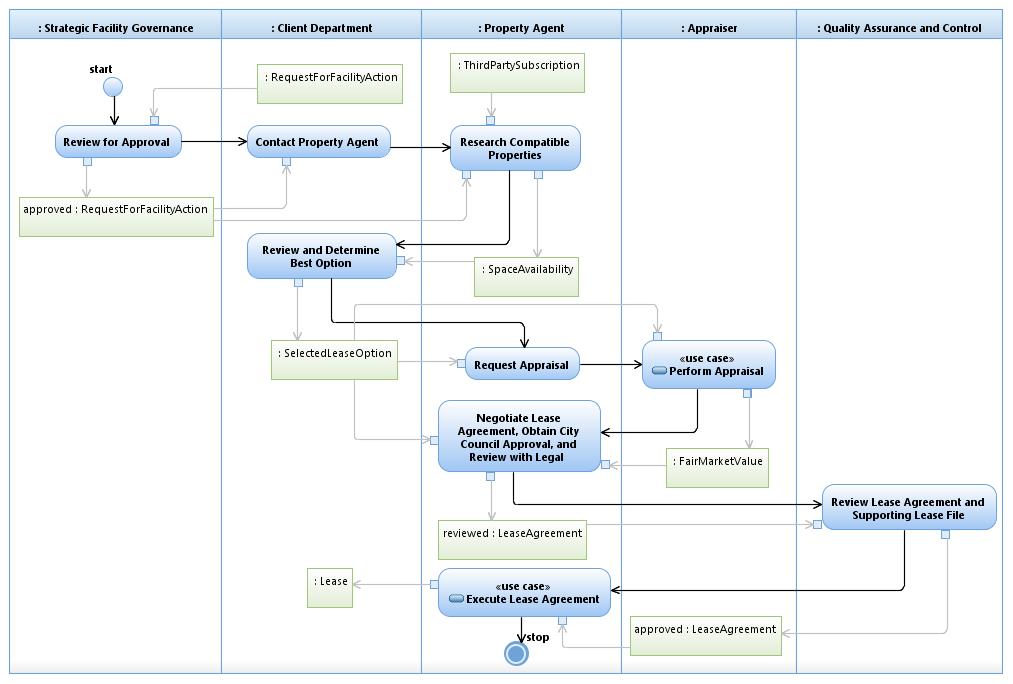 : Strategic Facility Governance
: Client Department
: Property Agent
: Appraiser
: Quality Assurance and Control
start
: RequestForFacilityAction
: ThirdPartySubscription
Review for Approval
Contact Property Agent
Research Compatible
Properties
approved : RequestForFacilityAction
Review and Determine
Best Option
: SpaceAvailability
: SelectedLeaseOption
Request Appraisal
«use case»
Perform Appraisal
Negotiate Lease
Agreement, Obtain City
Council Approval, and
Review with Legal
: FairMarketValue
Review Lease Agreement and
Supporting Lease File
reviewed : LeaseAgreement
: Lease
«use case»
Execute Lease Agreement
approved : LeaseAgreement
stop